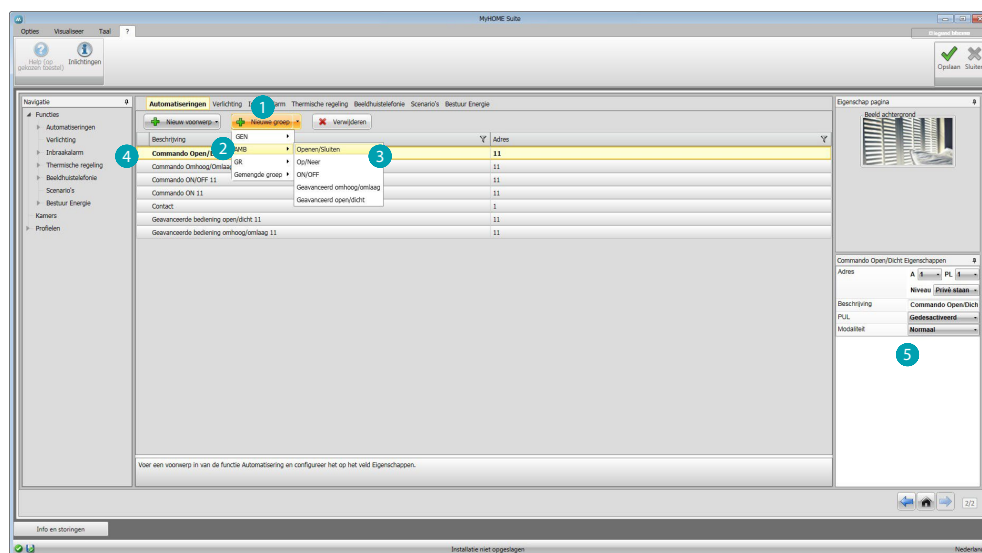 MyHOME Suite
Opties Visualiseer Taal ?
Help (op gekozen toestel)
Inlichtingen
Opslaan Sluiten
Navigatie
Functies
Automatiseringen
Verlichting
Inbraakalarm
Thermische regeling
Beeldhuistelefonie
Scenario's
Bestuur Energie
Kamers
Profielen
Automatiseringen Verlichting alarm Thermische regeling Beeldhuistelefonie Scenario's Bestuur Energie
1
Nieuw voorwerp Nieuwe groep Verwijderen
Beschrijving Adres
GEN
2
AMB
GR
Gemengde groep
3
Openen/Sluiten
Op/Neer
ON/OFF
Geavanceerd omhoog/omlaag
Geavanceerd open/dicht
4
Commando Open/ 11
Commando Omhoog/Omlaag 11
Commando ON/OFF 11 11
Commando ON 11 11
Contact 1
Geavanceerde bediening open/dicht 11 11
Geavanceerde bediening omhoog/omlaag 11 11
Voer een voorwerp in van de functie Automatisering en configureer het op het veld Eigenschappen.
Eigenschap pagina
Beeld achtergrond
Commando Open/Dicht Eigenschappen
Adres A 1 PL 1
Niveau Privé staan
Beschrijving Commando Open/Dich
PUL Gedesactiveerd
Modaliteit Normaal
5
2/2
Info en storingen
Installatie niet opgeslagen
Nederlan